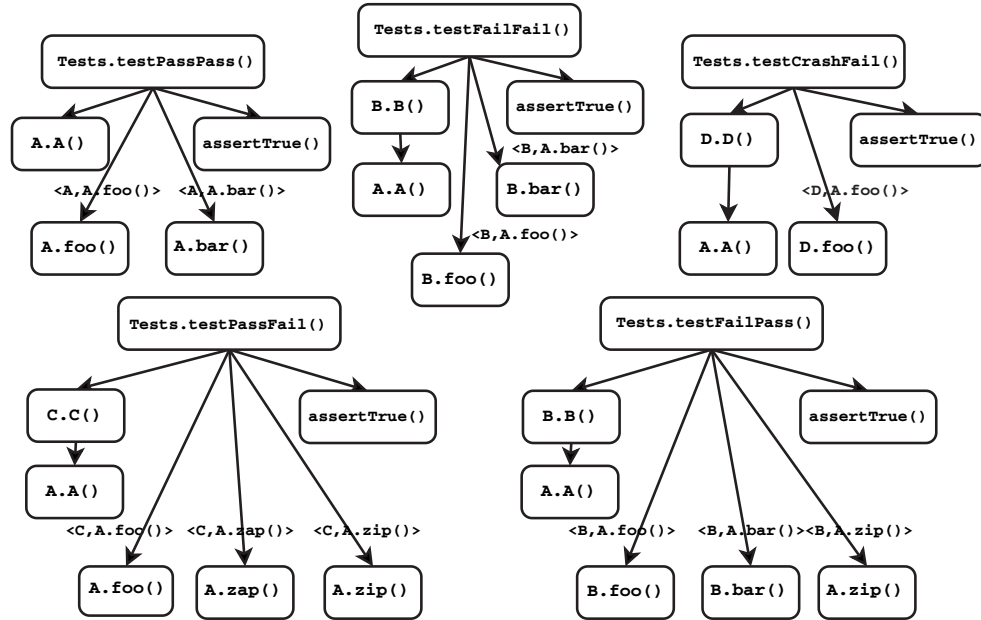 Tests.testPassPass()
A.A()
assertTrue()
<A,A.foo()>
<A,A.bar()>
A.foo()
A.bar()
Tests.testFailFail()
B.B()
assertTrue()
<B,A.bar()>
A.A()
B.bar()
<B,A.foo()>
B.foo()
Tests.testCrashFail()
D.D()
assertTrue()
<D,A.foo()>
A.A()
D.foo()
Tests.testPassFail()
C.C()
assertTrue()
A.A()
<C,A.foo()>
<C,A.zap()>
<C,A.zip()>
A.foo()
A.zap()
A.zip()
Tests.testFailPass()
B.B()
assertTrue()
A.A()
<B,A.foo()>
<B,A.bar()>
<B,A.zip()>
B.foo()
B.bar()
A.zip()